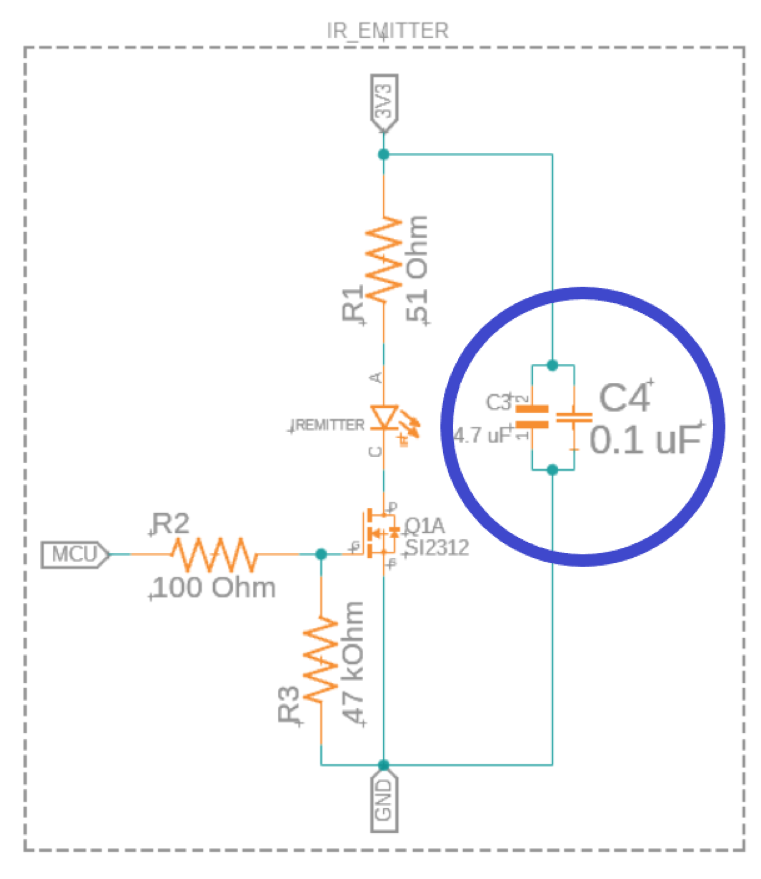 IR_EMITTER
3V3
R1
51 Ohm
A
IREMITTER
IR
C
C3
2
4.7 uF
1
C4
0.1 uF
MCU
R2
100 Ohm
G
D
Q1A
SI2312
R3
47 kOhm
GND